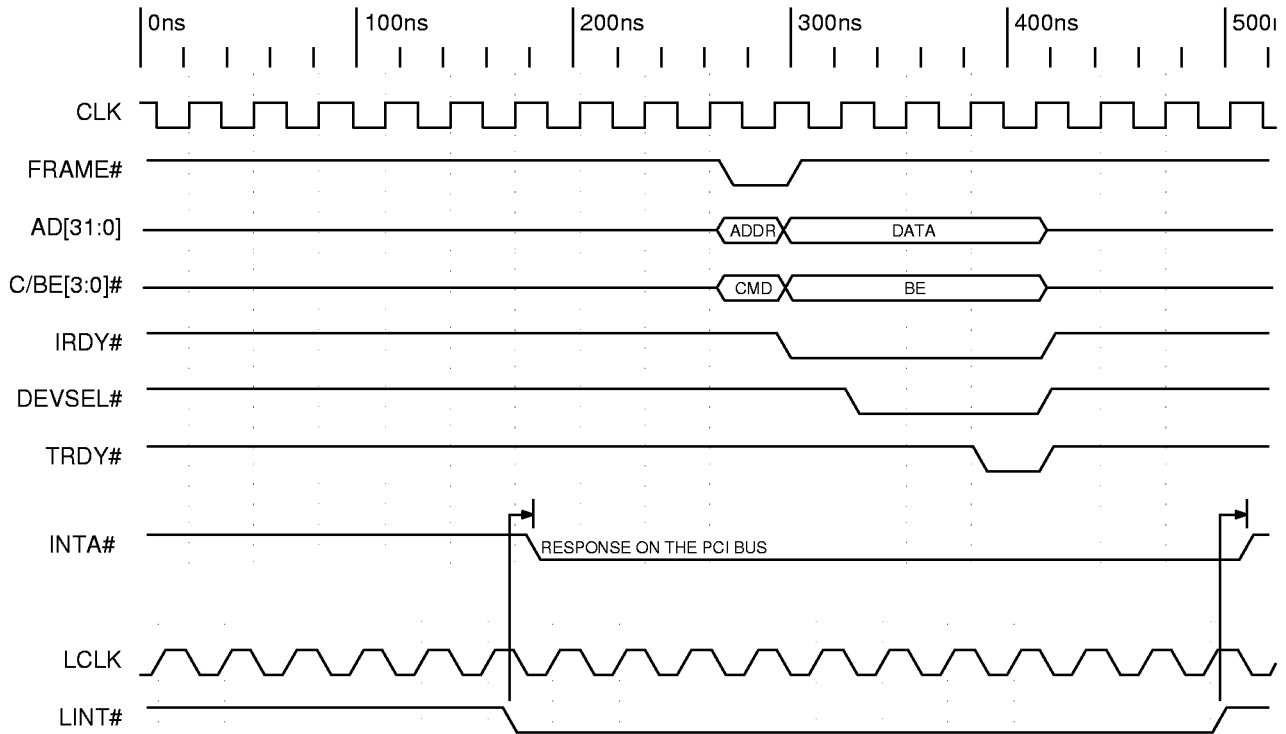 0ns 100ns 200ns 300ns 400ns 500
CLK
FRAME#
AD[31:0] ADDR DATA
C/BE[3:0]# CMD BE
IRDY#
DEVSEL#
TRDY#
INTA# RESPONSE ON THE PCI BUS
LCLK
LINT#